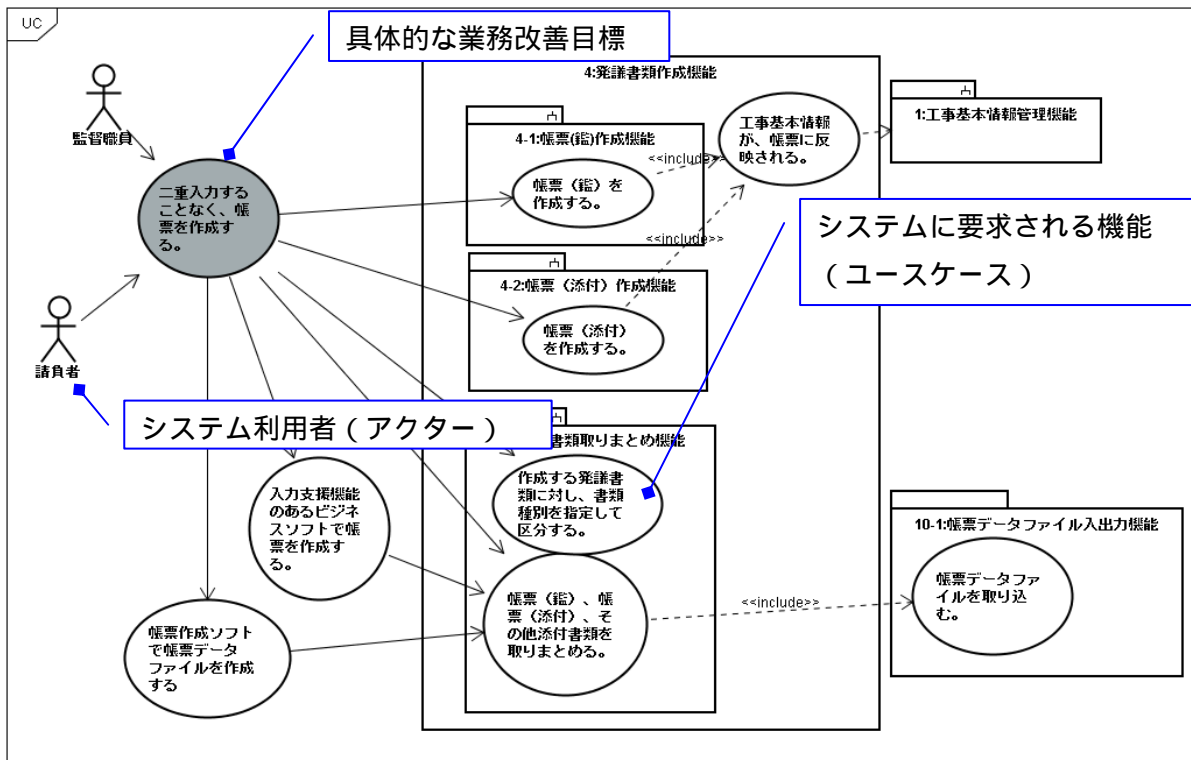 UC
具体的な業務改善目標
監督職員
二重入力する
ことなく、帳
票を作成す
る。
請負者
システム利用者（アクター）
4:発議書類作成機能
4-1:帳票(鑑)作成機能
帳票（鑑）を
作成する。
工事基本情報
が、帳票に反
映される。
<<include>>
1:工事基本情報管理機能
<<include>>
4-2:帳票（添付）作成機能
帳票（添付）
を作成する。
システムに要求される機能
（ユースケース）
書類取りまとめ機能
作成する発議書
類に対し、書類
種別を指定して
区分する。
入力支援機能
のあるビジネ
スソフトで帳
票を作成す
る。
帳票作成ソフト
で帳票データ
ファイルを作成
する
帳票（鑑）、帳
票（添付）、そ
の他添付書類を
取りまとめる。
<<include>>
10-1:帳票データファイル入出力機能
帳票データファ
イルを取り込
む。